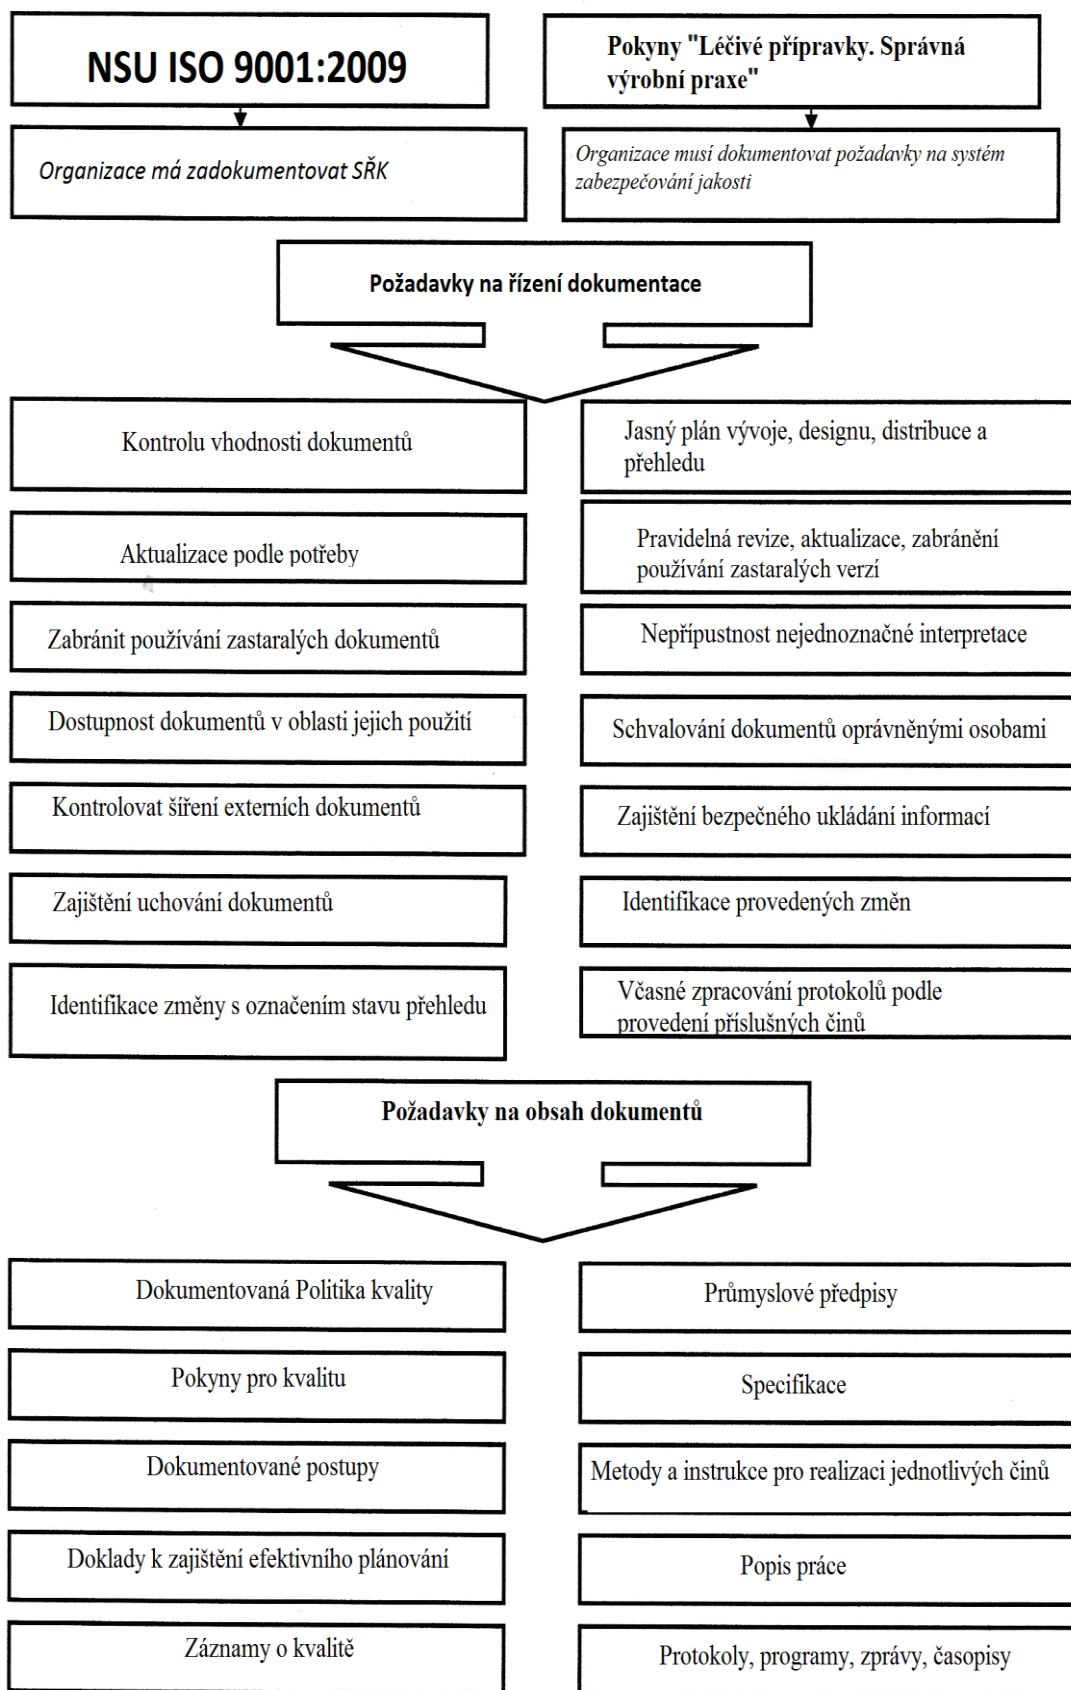 NSU ISO 9001:2009
Pokyny "Léčivé přípravky. Správná
výrobní praxe"
Organizace má zadokumentovat SŘK
Organizace musí dokumentovat požadavky na systém
zabezpečování jakosti
Požadavky na řízení dokumentace
Kontrolu vhodnosti dokumentů
Jasný plán vývoje, designu, distribuce a
přehledu
Aktualizace podle potřeby
Pravidelná revize, aktualizace, zabránění
používání zastaralých verzí
Zabránit používání zastaralých dokumentů
Nepřípustnost nejednoznačné interpretace
Dostupnost dokumentů v oblasti jejich použití
Schvalování dokumentů oprávněnými osobami
Kontrolovat šíření externích dokumentů
Zajištění bezpečného ukládání informací
Zajištění uchování dokumentů
Identifikace provedených změn
Identifikace změny s označením stavu přehledu
Včasné zpracování protokolů podle
provedení příslušných činů
Požadavky na obsah dokumentů
Dokumentovaná Politika kvality
Průmyslové předpisy
Pokyny pro kvalitu
Specifikace
Dokumentované postupy
Metody a instrukce pro realizaci jednotlivých činů
Doklady k zajištění efektivního plánování
Popis práce
Záznamy o kvalitě
Protokoly, programy, zprávy, časopisy